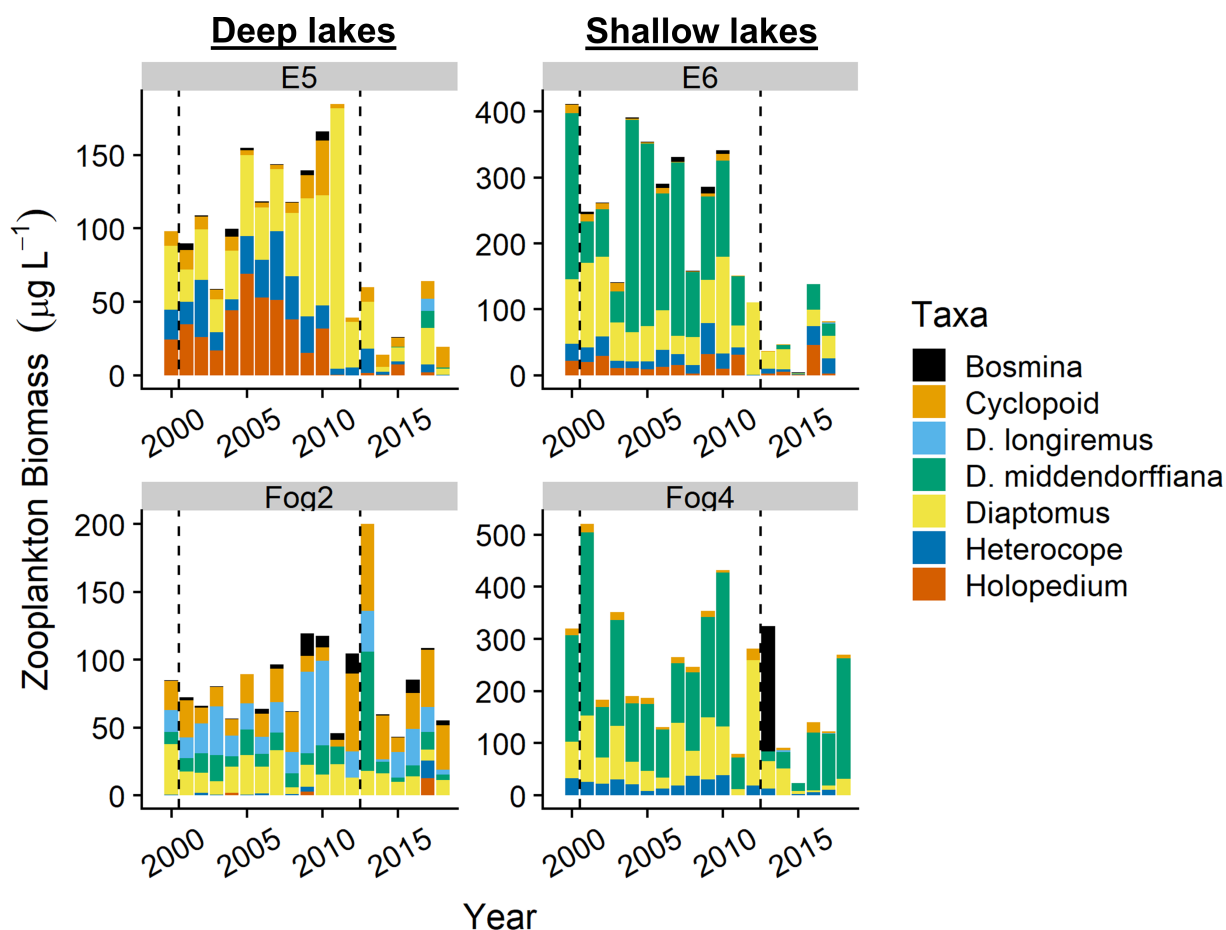 Deep lakes
Shallow lakes
E5
E6
150
100
50
0
400
300
200
100
0
2000 2005 2010 2015
2000 2005 2010 2015
Fog2
Fog4
200
150
100
50
0
500
400
300
200
100
0
2000 2005 2010 2015
2000 2005 2010 2015
Zooplankton Biomass (μg L⁻¹)
Year
Taxa
Bosmina
Cyclopoid
D. longiremus
D. middendorffiana
Diaptomus
Heterocope
Holopedium